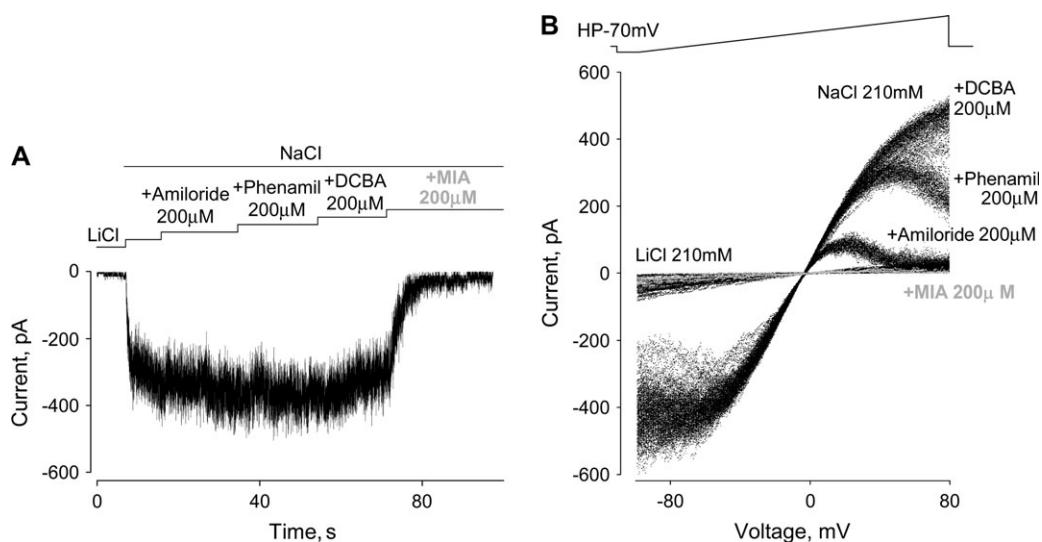 A
NaCl
+Amiloride
200µM
+Phenamil
200µM
+DCBA
200µM
+MIA
200µM
LiCl
0
-200
-400
-600
Current, pA
0
40
80
Time, s
B
HP-70mV
600
400
200
0
-200
-400
-600
Current, pA
NaCl 210mM
+DCBA
200µM
+Phenamil
200µM
+Amiloride 200µM
LiCl 210mM
+MIA 200µ M
-80
0
80
Voltage, mV